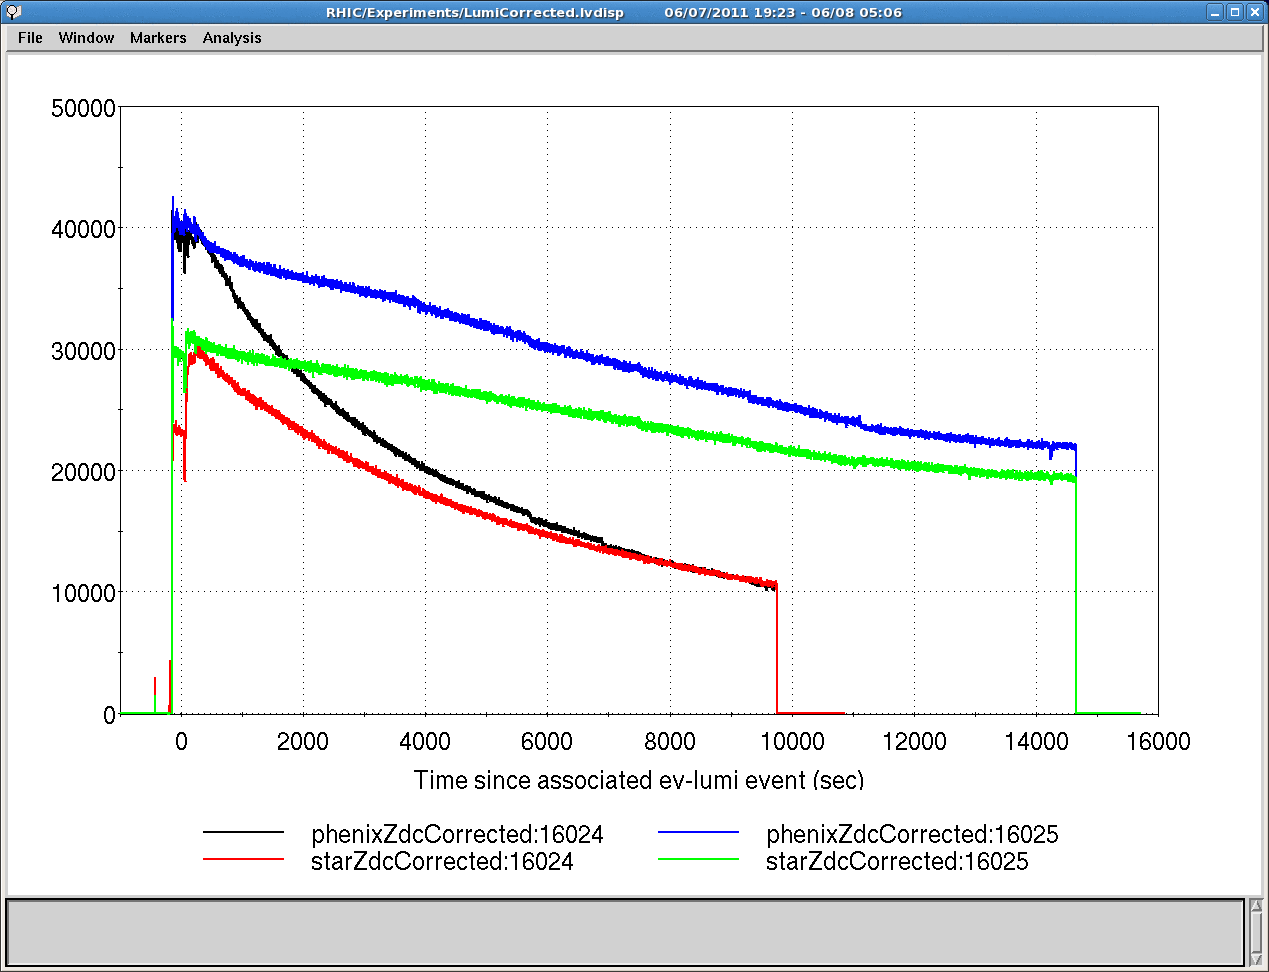 RHIC/Experiments/LumiCorrected.lvdisp 06/07/2011 19:23 - 06/08 05:06
File Window Markers Analysis
50000
40000
30000
20000
10000
0
0 2000 4000 6000 8000 10000 12000 14000 16000
Time since associated ev-lumi event (sec)
phenixZdcCorrected:16024 phenixZdcCorrected:16025
starZdcCorrected:16024 starZdcCorrected:16025